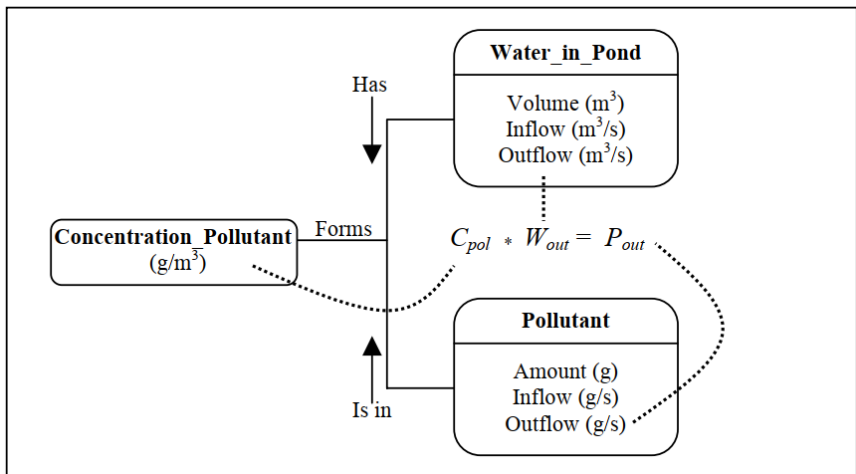 Water_in_Pond
Has
Volume (m³)
Inflow (m³/s)
Outflow (m³/s)
Forms
Concentration_Pollutant
(g/m³)
C_pol * W_out = P_out
Pollutant
Amount (g)
Inflow (g/s)
Is in
Outflow (g/s)